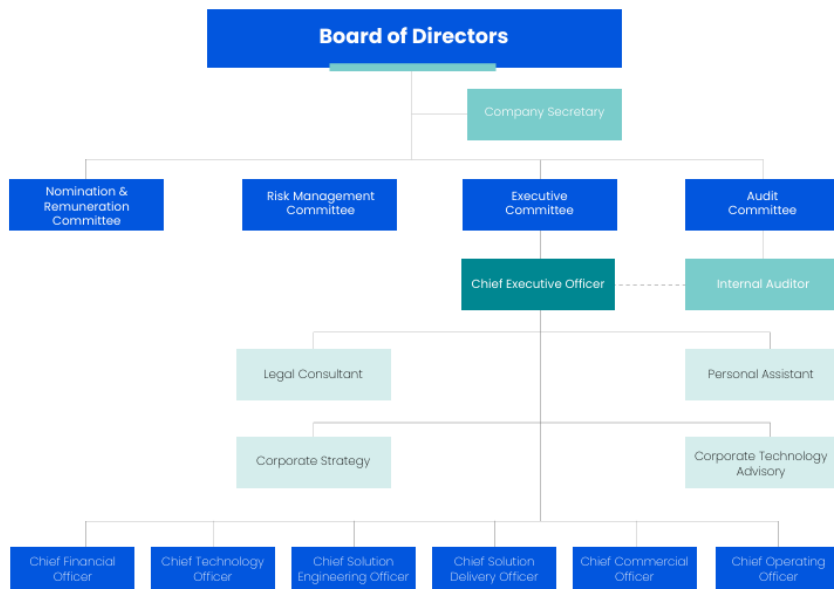 Board of Directors
Company Secretary
Nomination &
Remuneration
Committee
Risk Management
Committee
Executive
Committee
Audit
Committee
Chief Executive Officer
Internal Auditor
Legal Consultant
Personal Assistant
Corporate Strategy
Corporate Technology
Advisory
Chief Financial
Officer
Chief Technology
Officer
Chief Solution
Engineering Officer
Chief Solution
Delivery Officer
Chief Commercial
Officer
Chief Operating
Officer